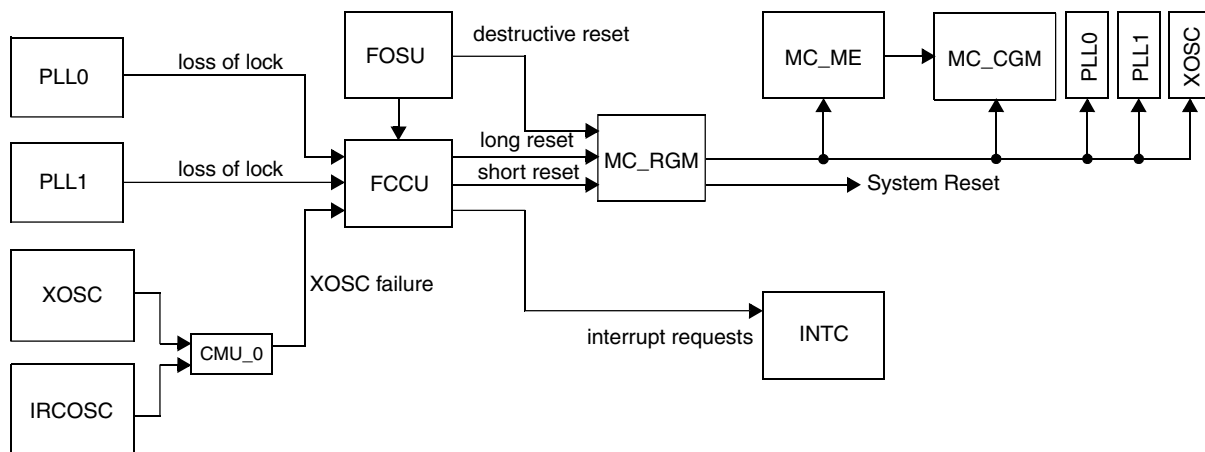 PLL0
loss of lock
FOSU
destructive reset
MC_ME
MC_CGM
PLL0
PLL1
XOSC
PLL1
loss of lock
FCCU
long reset
short reset
MC_RGM
System Reset
XOSC
XOSC failure
CMU_0
interrupt requests
INTC
IRCOSC